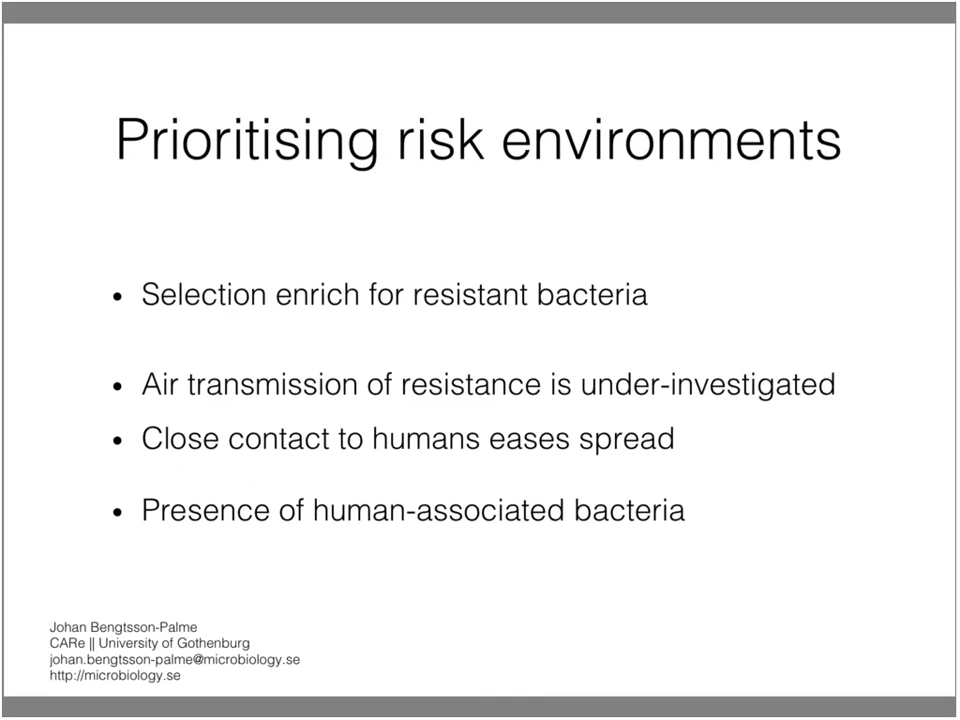 Prioritising risk environments
• Selection enrich for resistant bacteria
• Air transmission of resistance is under-investigated
• Close contact to humans eases spread
• Presence of human-associated bacteria
Johan Bengtsson-Palme
CARe || University of Gothenburg
johan.bengtsson-palme@microbiology.se
http://microbiology.se